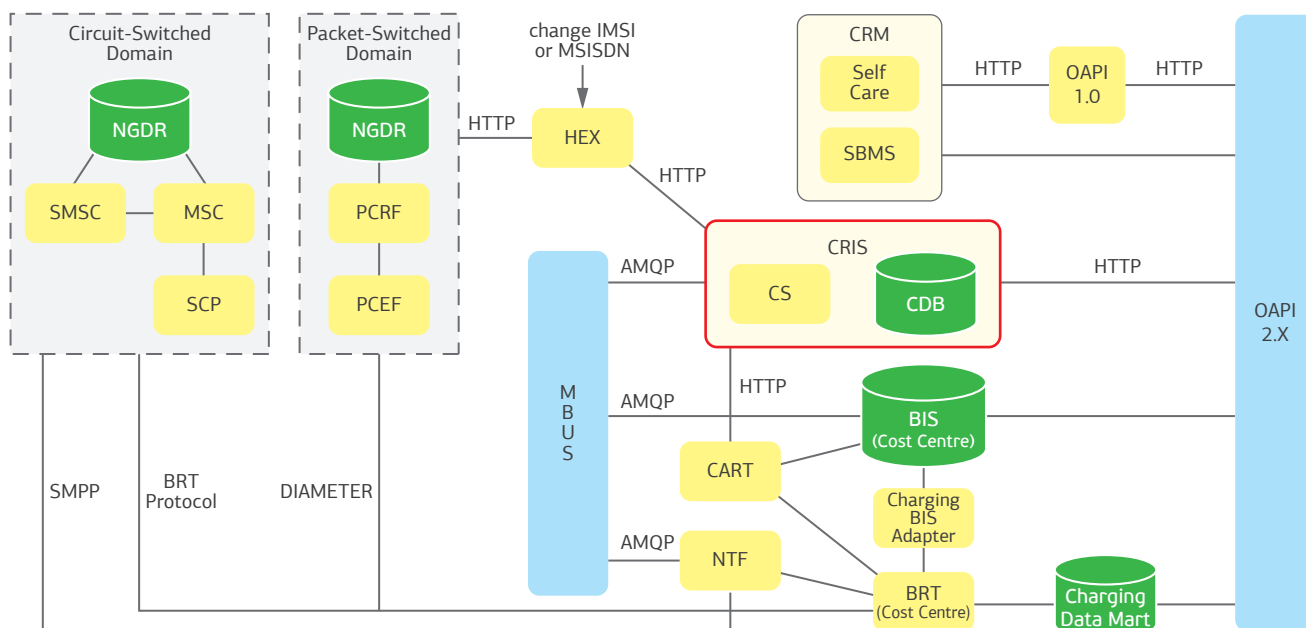 Circuit-Switched
Domain
NGDR
SMSC
MSC
SCP
Packet-Switched
Domain
NGDR
PCRF
PCEF
change IMSI
or MSISDN
HTTP
HEX
HTTP
CRM
Self
Care
SBMS
HTTP
OAPI
1.0
HTTP
OAPI
2.X
CRIS
CS
CDB
AMQP
HTTP
M
B
U
S
HTTP
AMQP
BIS
(Cost Centre)
CART
Charging
BIS
Adapter
SMPP
BRT
Protocol
DIAMETER
AMQP
NTF
BRT
(Cost Centre)
Charging
Data Mart